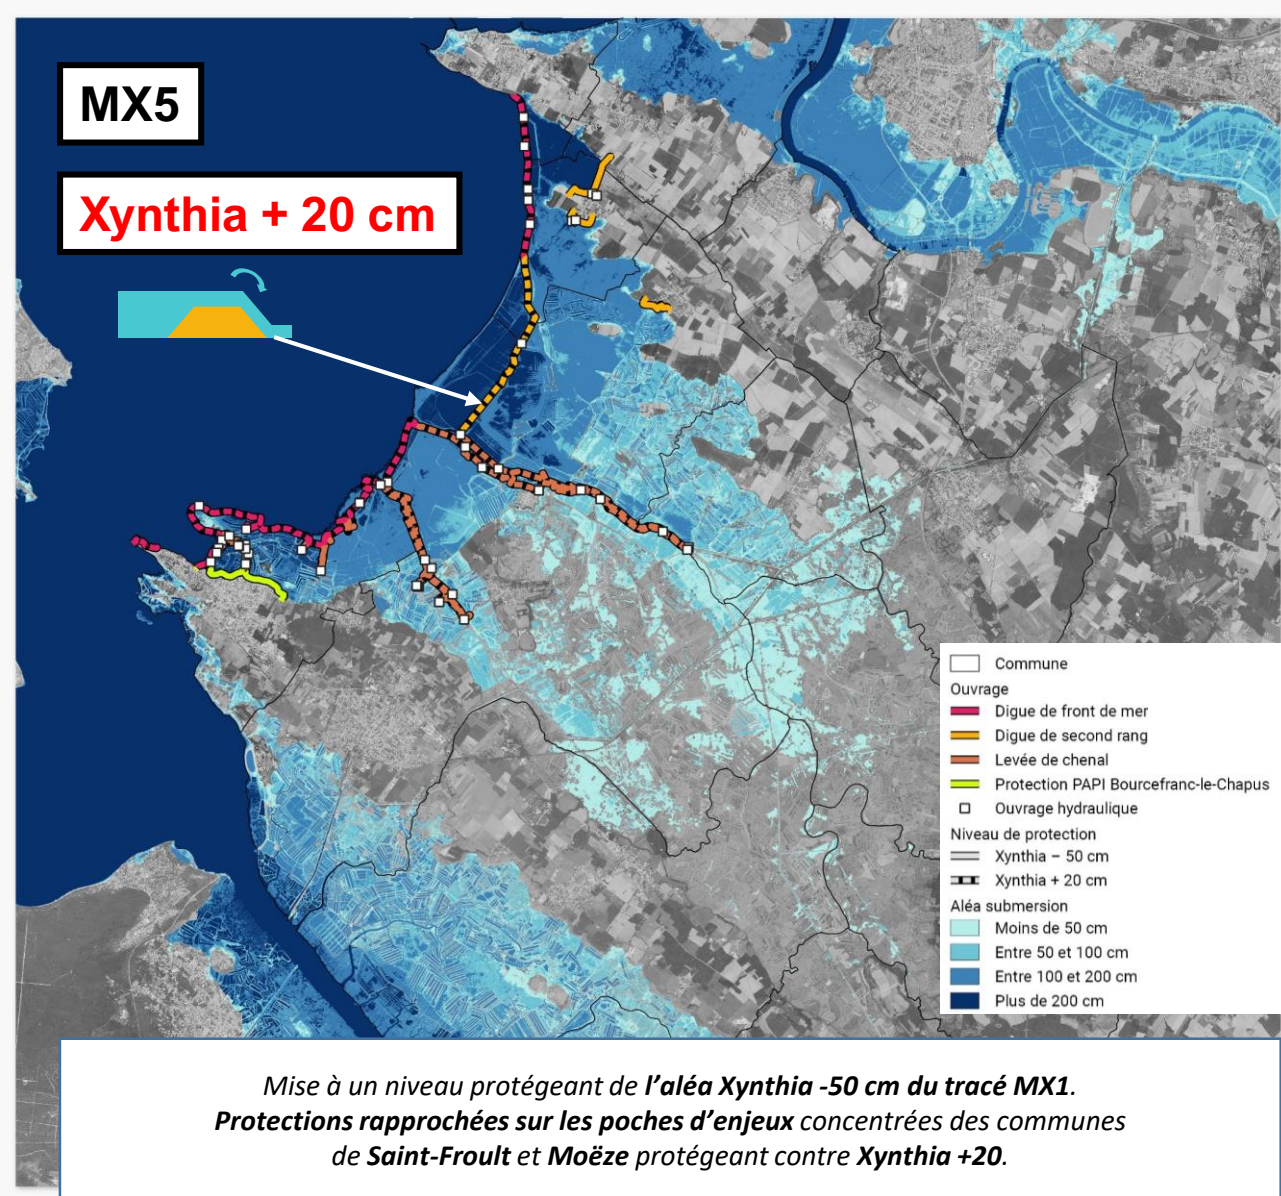 MX5
Xynthia + 20 cm
Commune
Ouvrage
Digue de front de mer
Digue de second rang
Levée de chenal
Protection PAPI Bourcefranc-le-Chapus
Ouvrage hydraulique
Niveau de protection
Xynthia – 50 cm
Xynthia + 20 cm
Aléa submersion
Moins de 50 cm
Entre 50 et 100 cm
Entre 100 et 200 cm
Plus de 200 cm
Mise à un niveau protégeant de l’aléa Xynthia -50 cm du tracé MX1.
Protections rapprochées sur les poches d’enjeux concentrées des communes
de Saint-Froult et Moëze protégeant contre Xynthia +20.